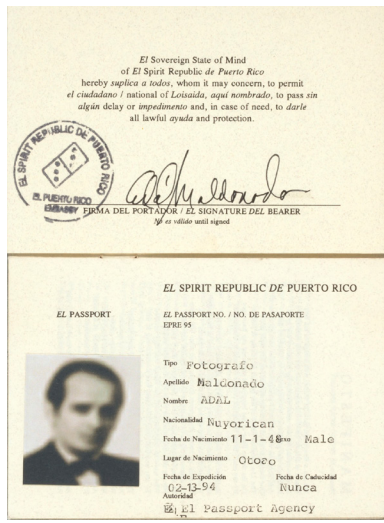 El Sovereign State of Mind
of El Spirit Republic de Puerto Rico
hereby suplica a todos, whom it may concern, to permit
el ciudadano / national of Loisaida, aqui nombrado, to pass sin
algún delay or impedimento and, in case of need, to darle
all lawful ayuda and protection.
EL SPIRIT REPUBLIC DE PUERTO RICO
EL PUERTO RICO
EMBASSY
Adál Maldonado
FIRMA DEL PORTADOR / EL SIGNATURE DEL BEARER
No es válido until signed
EL SPIRIT REPUBLIC DE PUERTO RICO
EL PASSPORT
EL PASSPORT NO. / NO. DE PASAPORTE
EPRE 95
Tipo Fotografo
Apellido Maldonado
Nombre ADAL
Nacionalidad Nuyorican
Fecha de Nacimiento 11-1-48 Sexo Male
Lugar de Nacimiento Otoao
Fecha de Expedición Fecha de Caducidad
02-13-94 Nunca
Autoridad
El Passport Agency